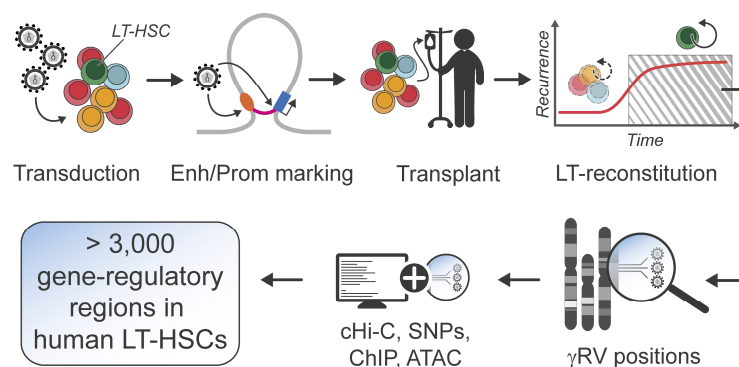 LT-HSC
Transduction
Enh/Prom marking
Transplant
Recurrence
Time
LT-reconstitution
> 3,000
gene-regulatory
regions in
human LT-HSCs
cHi-C, SNPs,
ChIP, ATAC
γRV positions